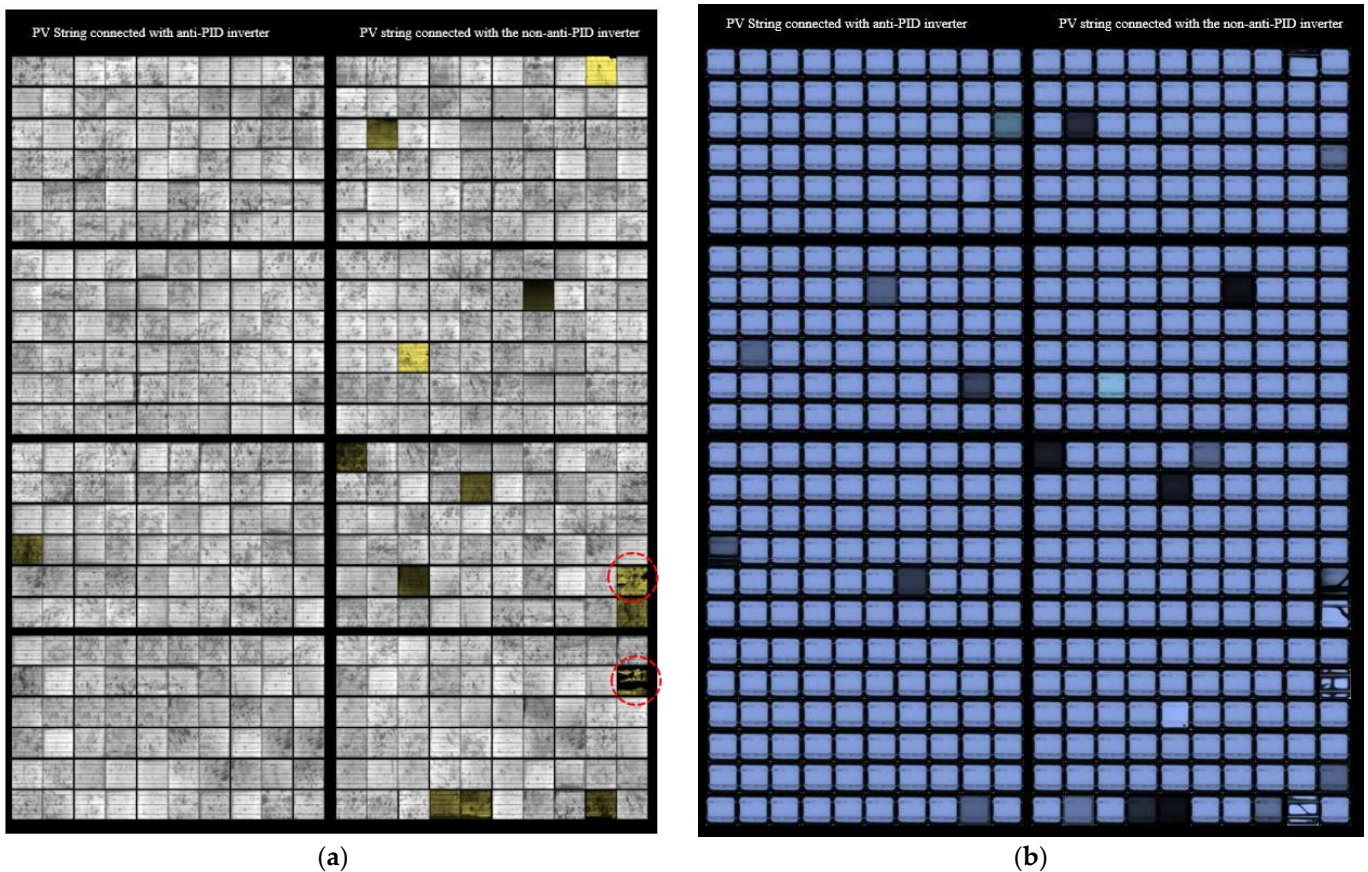 PV String connected with anti-PID inverter
PV string connected with the non-anti-PID inverter
PV String connected with anti-PID inverter
PV string connected with the non-anti-PID inverter
(a)
(b)